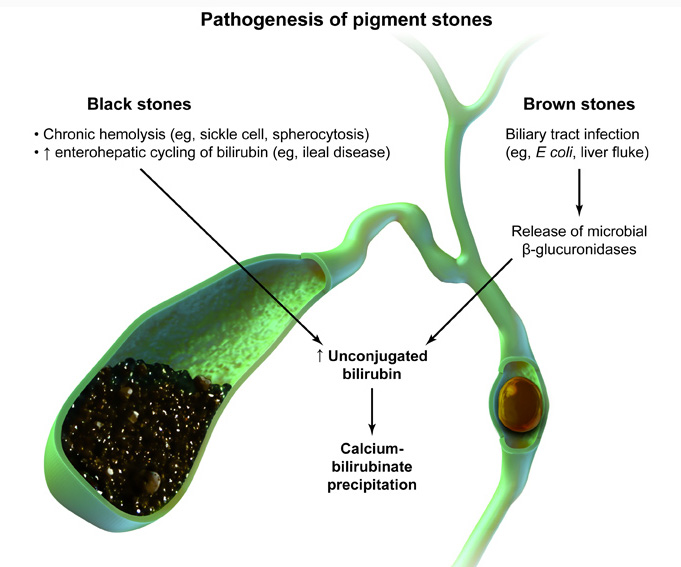 Pathogenesis of pigment stones
Black stones
• Chronic hemolysis (eg, sickle cell, spherocytosis)
• ↑ enterohepatic cycling of bilirubin (eg, ileal disease)
Brown stones
Biliary tract infection
(eg, E coli, liver fluke)
Release of microbial
β-glucuronidases
↑ Unconjugated
bilirubin
Calcium-
bilirubinate
precipitation